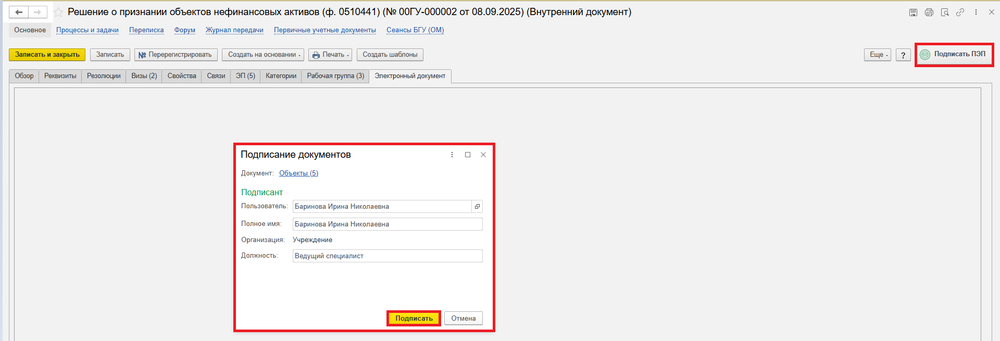 Решение о признании объектов нефинансовых активов (ф. 0510441) (№ 00ГУ-000002 от 08.09.2025) (Внутренний документ)
Основное Процессы и задачи Переписка Форум Журнал передачи Первичные учетные документы Сеансы БГУ (ОМ)
Записать и закрыть Записать № Перерегистрировать Создать на основании Печать Создать шаблоны Еще ? Подписать ПЭП
Обзор Реквизиты Резолюции Визы (2) Свойства Связи ЭП (5) Категории Рабочая группа (3) Электронный документ
Подписание документов
Документ: Объекты (5)
Подписант
Пользователь: Баринова Ирина Николаевна
Полное имя: Баринова Ирина Николаевна
Организация: Учреждение
Должность: Ведущий специалист
Подписать Отмена